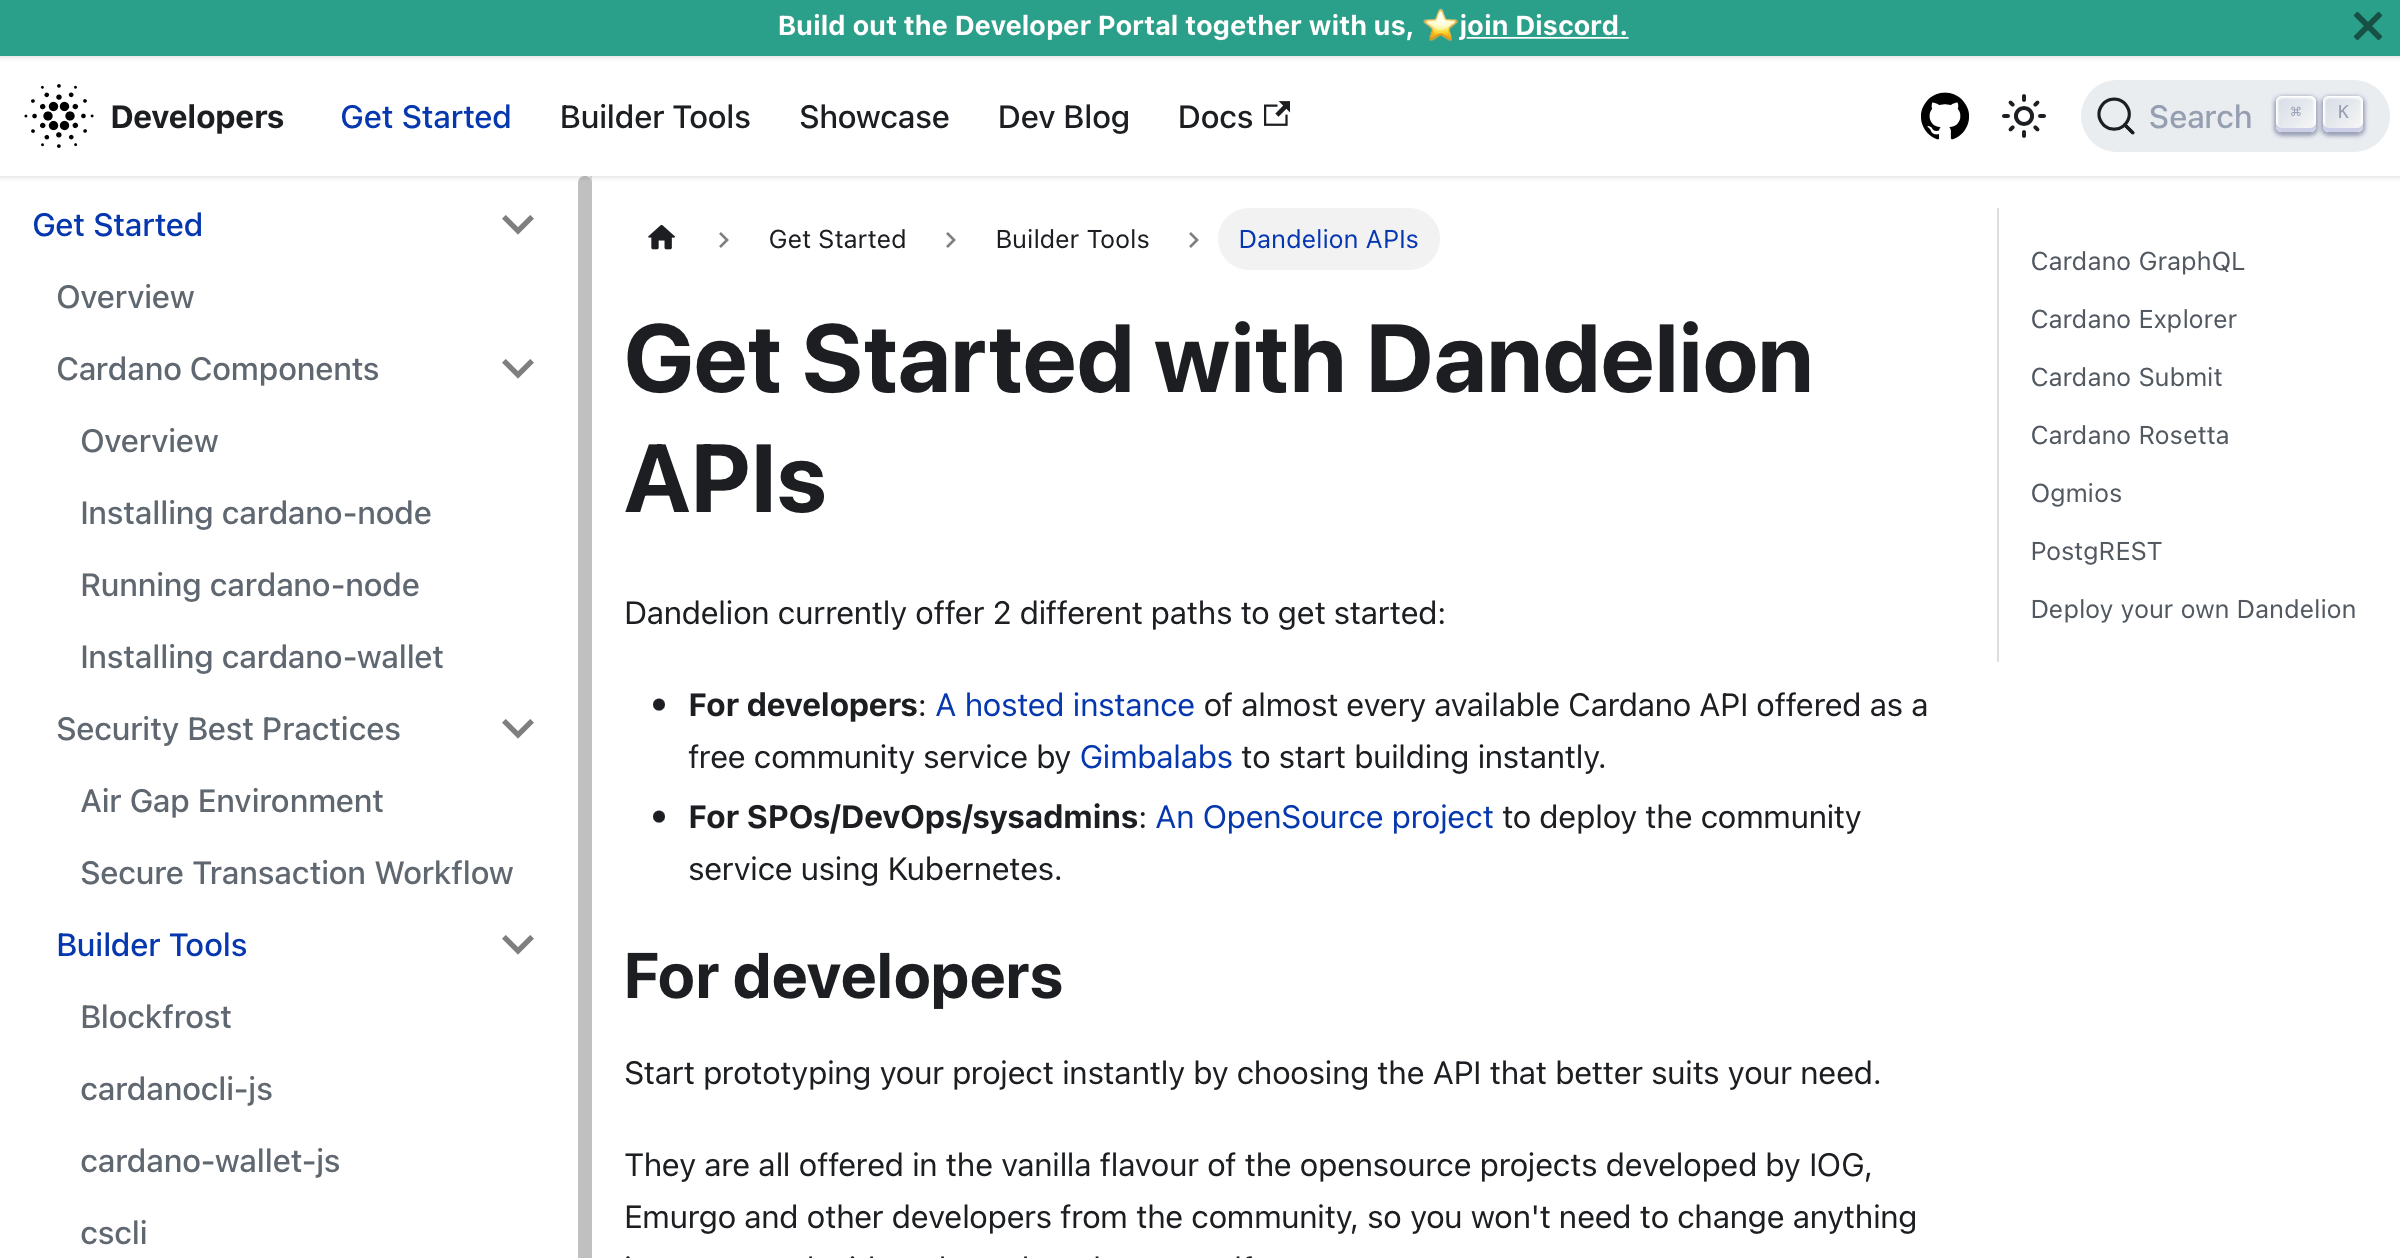 Build out the Developer Portal together with us, ⭐join Discord.
Developers Get Started Builder Tools Showcase Dev Blog Docs Search ⌘ K
Get Started
Overview
Cardano Components
Overview
Installing cardano-node
Running cardano-node
Installing cardano-wallet
Security Best Practices
Air Gap Environment
Secure Transaction Workflow
Builder Tools
Blockfrost
cardanocli-js
cardano-wallet-js
cscli
Get Started Builder Tools Dandelion APIs
Get Started with Dandelion
APIs
Dandelion currently offer 2 different paths to get started:
• For developers: A hosted instance of almost every available Cardano API offered as a
free community service by Gimbalabs to start building instantly.
• For SPOs/DevOps/sysadmins: An OpenSource project to deploy the community
service using Kubernetes.
For developers
Start prototyping your project instantly by choosing the API that better suits your need.
They are all offered in the vanilla flavour of the opensource projects developed by IOG,
Emurgo and other developers from the community, so you won't need to change anything
Cardano GraphQL
Cardano Explorer
Cardano Submit
Cardano Rosetta
Ogmios
PostgREST
Deploy your own Dandelion